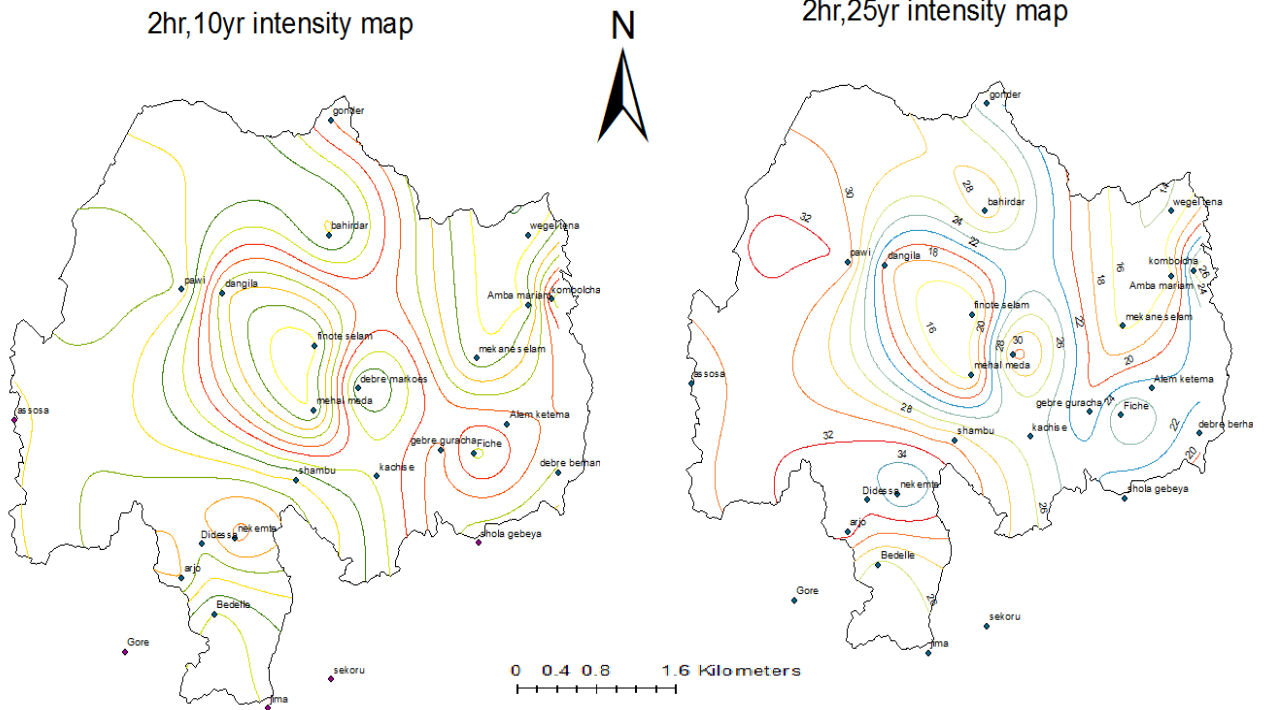 2hr,10yr intensity map
N
2hr,25yr intensity map
gonder
bahirdar
wegel tena
pawi
dangila
Amba mariam
kombolcha
finote selam
mekane selam
debre markoes
mehal meda
assosa
Alem ketema
gebre guracha
Fiche
shambu
kachise
debre berhan
Didessa
nekemte
shola gebeya
arjo
Bedelle
Gore
sekoru
jima
gonder
14
30
28
wegel tena
32
bahirdar
24
22
pawi
dangila
18
kombolcha
26
16
18
Amba mariam
24
finote selam
16
20
22
mekane selam
28
30
26
20
mehal meda
assosa
Alem ketema
28
gebre guracha
24
Fiche
22
debre berha
32
shambu
kachise
20
34
Didessa
nekemte
shola gebeya
26
arjo
Bedelle
Gore
26
sekoru
jima
0 0.4 0.8 1.6 Kilometers